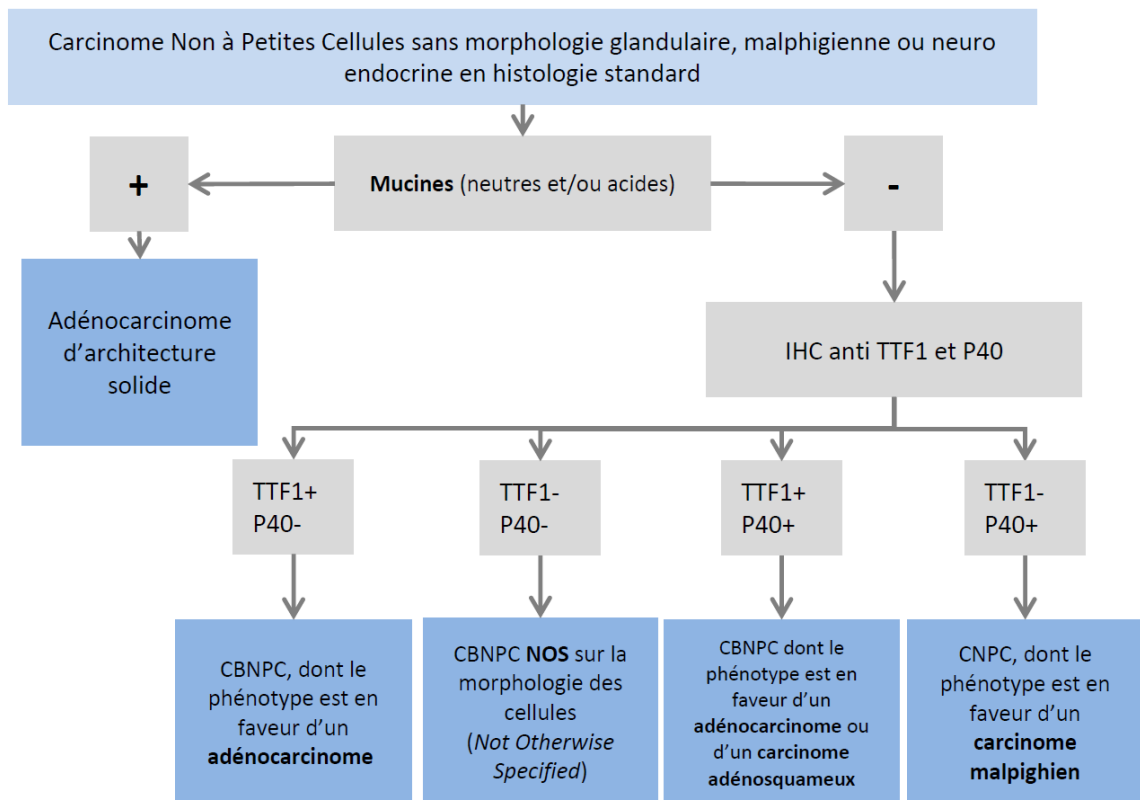 Carcinome Non à Petites Cellules sans morphologie glandulaire, malphigienne ou neuro
endocrine en histologie standard
+
Mucines (neutres et/ou acides)
-
Adénocarcinome
d’architecture
solide
IHC anti TTF1 et P40
TTF1+
P40-
TTF1-
P40-
TTF1+
P40+
TTF1-
P40+
CBNPC, dont le
phénotype est en
faveur d’un
adénocarcinome
CBNPC NOS sur la
morphologie des
cellules
(Not Otherwise
Specified)
CBNPC dont le
phénotype est en
faveur d’un
adénocarcinome ou
d’un carcinome
adénosquameux
CNPC, dont le
phénotype est en
faveur d’un
carcinome
malpighien